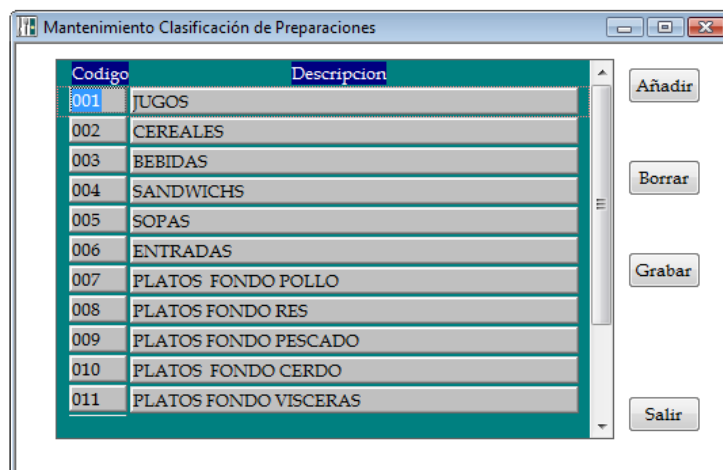 Mantenimiento Clasificación de Preparaciones
Codigo Descripcion
001 JUGOS
002 CEREALES
003 BEBIDAS
004 SANDWICHS
005 SOPAS
006 ENTRADAS
007 PLATOS  FONDO POLLO
008 PLATOS FONDO RES
009 PLATOS FONDO PESCADO
010 PLATOS  FONDO CERDO
011 PLATOS FONDO VISCERAS
Añadir
Borrar
Grabar
Salir